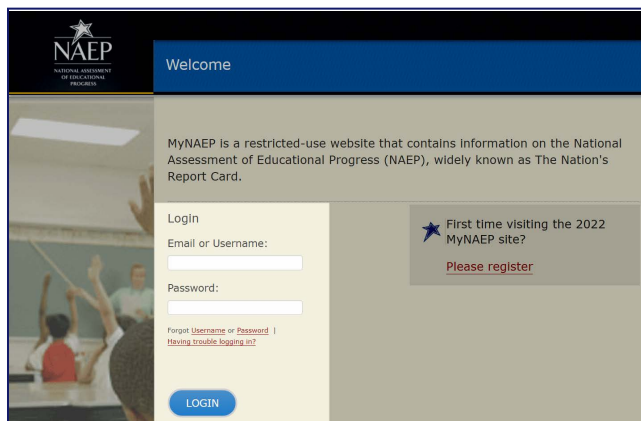 NAEP
NATIONAL ASSESSMENT
OF EDUCATIONAL
PROGRESS
Welcome
MyNAEP is a restricted-use website that contains information on the National
Assessment of Educational Progress (NAEP), widely known as The Nation's
Report Card.
Login
Email or Username:
Password:
Forgot Username or Password |
Having trouble logging in?
LOGIN
First time visiting the 2022
MyNAEP site?
Please register